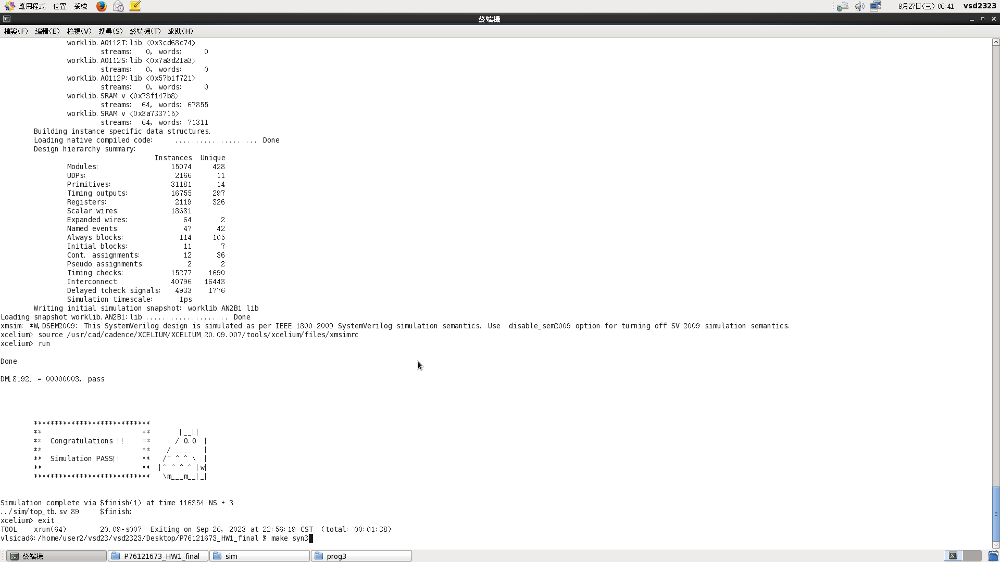 應用程式 位置 系統 9月27日(三) 06:41 vsd2323
終端機
檔案(F) 編輯(E) 檢視(V) 搜尋(S) 終端機(T) 求助(H)
worklib.AO112T:lib <0x3cd68c74>
streams: 0, words: 0
worklib.AO112S:lib <0x7a8d21a3>
streams: 0, words: 0
worklib.AO112P:lib <0x57b1f721>
streams: 0, words: 0
worklib.SRAM:v <0x73f147b8>
streams: 64, words: 67855
worklib.SRAM:v <0x3a733715>
streams: 64, words: 71311
Building instance specific data structures.
Loading native compiled code: .................... Done
Design hierarchy summary:
Instances Unique
Modules: 15074 428
UDPs: 2166 11
Primitives: 31181 14
Timing outputs: 16755 297
Registers: 2119 326
Scalar wires: 18681 -
Expanded wires: 64 2
Named events: 47 42
Always blocks: 114 105
Initial blocks: 11 7
Cont. assignments: 12 36
Pseudo assignments: 2 2
Timing checks: 15277 1690
Interconnect: 40796 16443
Delayed tcheck signals: 4933 1776
Simulation timescale: 1ps
Writing initial simulation snapshot: worklib.AN2B1:lib
Loading snapshot worklib.AN2B1:lib .................... Done
xmsim: *W,DSEM2009: This SystemVerilog design is simulated as per IEEE 1800-2009 SystemVerilog simulation semantics. Use -disable_sem2009 option for turning off SV 2009 simulation semantics.
xcelium> source /usr/cad/cadence/XCELIUM/XCELIUM_20.09.007/tools/xcelium/files/xmsimrc
xcelium> run
Done
DM[8192] = 00000003, pass
****************************
** ** |__||
** Congratulations !! ** / O.O |
** ** /_____ |
** Simulation PASS!! ** /^ ^ ^ \ |
** ** |^ ^ ^ ^ |w|
**************************** \m___m__|_|
Simulation complete via $finish(1) at time 116354 NS + 3
../sim/top_tb.sv:89 $finish;
xcelium> exit
TOOL: xrun(64) 20.09-s007: Exiting on Sep 26, 2023 at 22:56:19 CST (total: 00:01:38)
vlsicad6:/home/user2/vsd23/vsd2323/Desktop/P76121673_HW1_final % make syn3
終端機 P76121673_HW1_final sim prog3